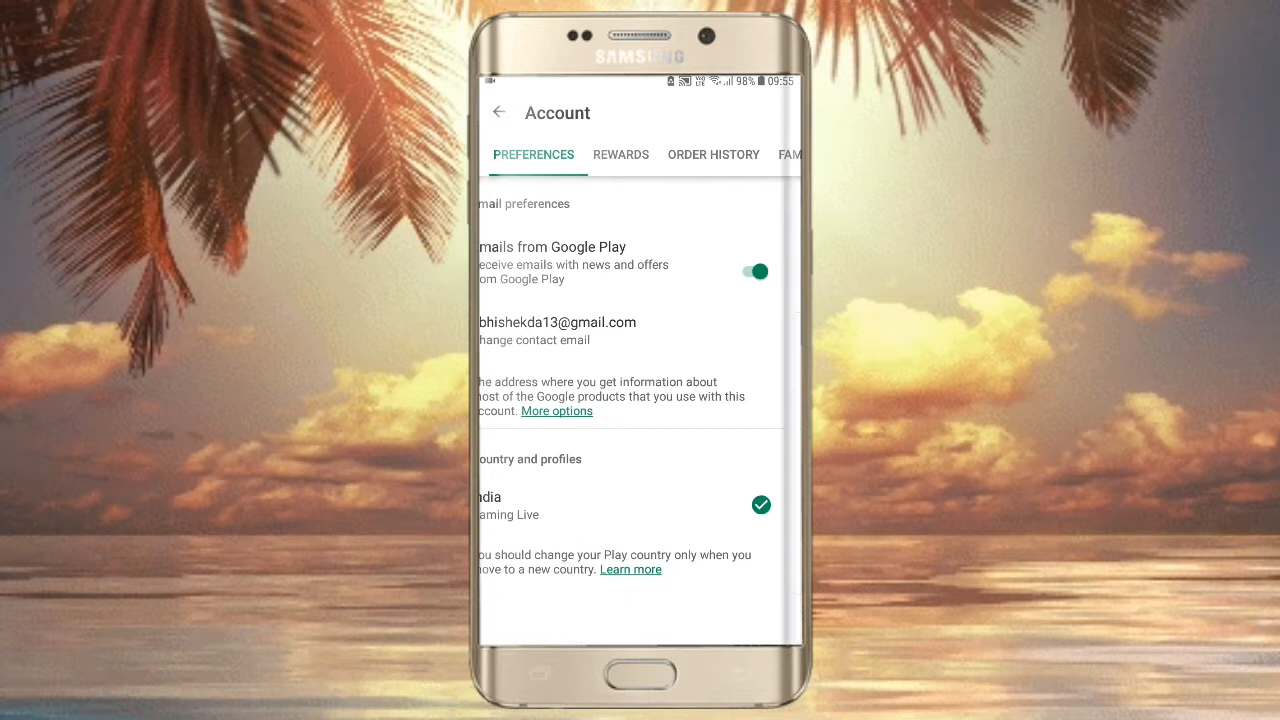 SAMSUNG
98% 09:55
Account
PREFERENCES REWARDS ORDER HISTORY FAM
mail preferences
mails from Google Play
eceive emails with news and offers
om Google Play
bhishekda13@gmail.com
hange contact email
he address where you get information about
ost of the Google products that you use with this
ccount. More options
ountry and profiles
ndia
aming Live
ou should change your Play country only when you
ove to a new country. Learn more